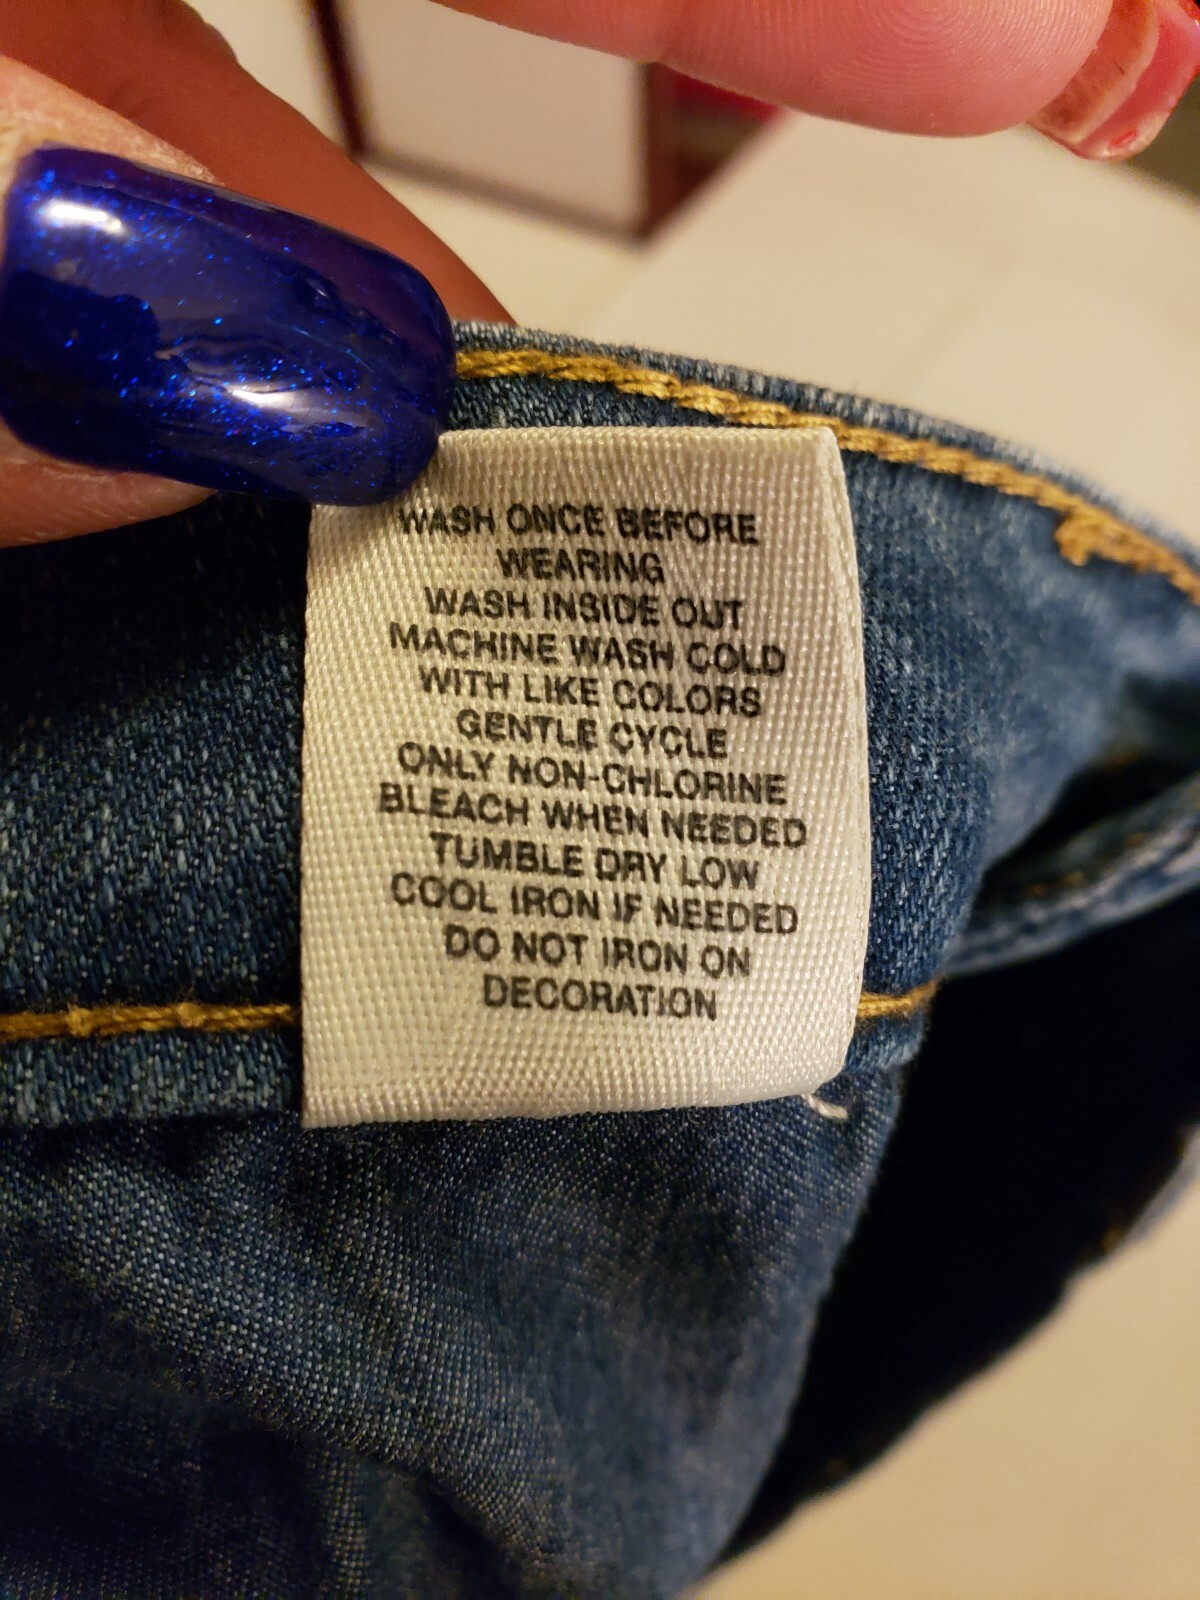 WASH ONCE BEFORE
WEARING
WASH INSIDE OUT
MACHINE WASH COLD
WITH LIKE COLORS
GENTLE CYCLE
ONLY NON-CHLORINE
BLEACH WHEN NEEDED
TUMBLE DRY LOW
COOL IRON IF NEEDED
DO NOT IRON ON
DECORATION